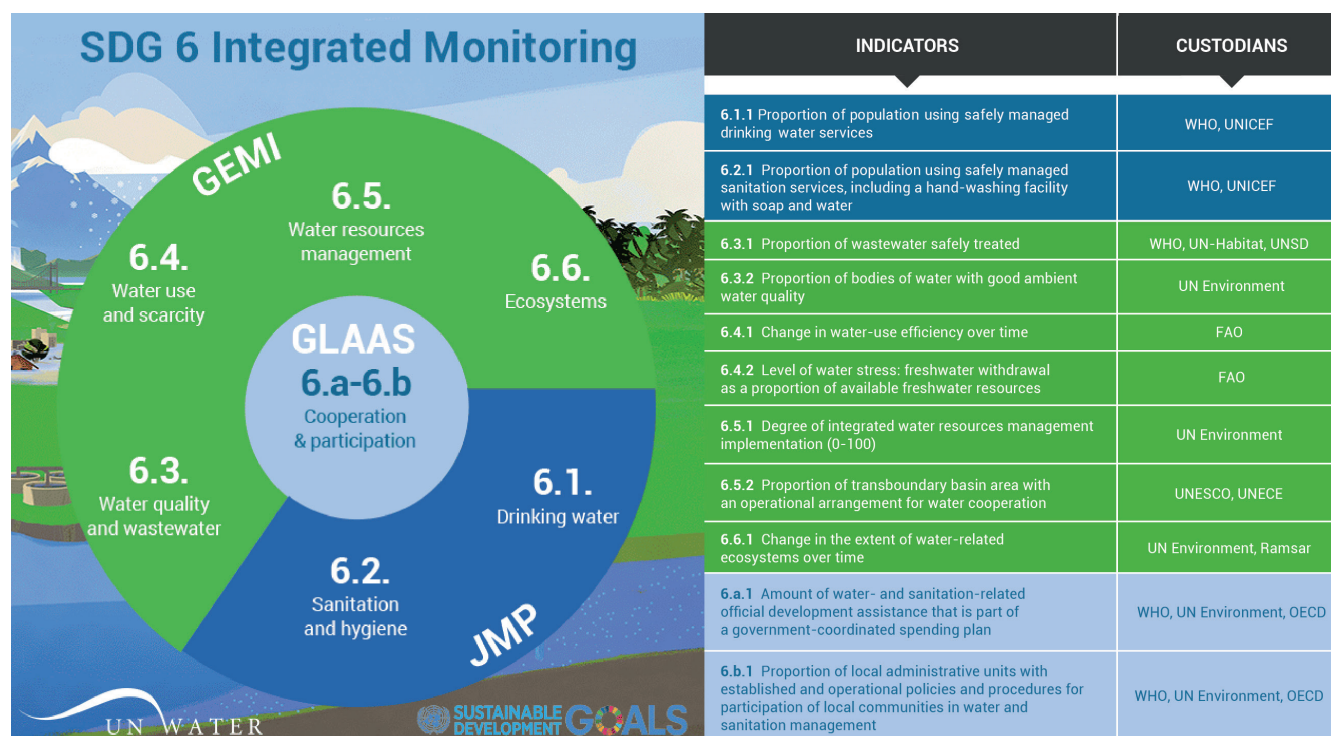 SDG 6 Integrated Monitoring
GEMI
6.5.
Water resources
management
6.4.
Water use
and scarcity
6.6.
Ecosystems
GLAAS
6.a-6.b
Cooperation
& participation
6.3.
Water quality
and wastewater
6.1.
Drinking water
6.2.
Sanitation
and hygiene
JMP
UN WATER
SUSTAINABLE
DEVELOPMENT
GOALS
INDICATORS
CUSTODIANS
6.1.1 Proportion of population using safely managed
drinking water services
WHO, UNICEF
6.2.1 Proportion of population using safely managed
sanitation services, including a hand-washing facility
with soap and water
WHO, UNICEF
6.3.1 Proportion of wastewater safely treated
WHO, UN-Habitat, UNSD
6.3.2 Proportion of bodies of water with good ambient
water quality
UN Environment
6.4.1 Change in water-use efficiency over time
FAO
6.4.2 Level of water stress: freshwater withdrawal
as a proportion of available freshwater resources
FAO
6.5.1 Degree of integrated water resources management
implementation (0-100)
UN Environment
6.5.2 Proportion of transboundary basin area with
an operational arrangement for water cooperation
UNESCO, UNECE
6.6.1 Change in the extent of water-related
ecosystems over time
UN Environment, Ramsar
6.a.1 Amount of water- and sanitation-related
official development assistance that is part of
a government-coordinated spending plan
WHO, UN Environment, OECD
6.b.1 Proportion of local administrative units with
established and operational policies and procedures for
participation of local communities in water and
sanitation management
WHO, UN Environment, OECD